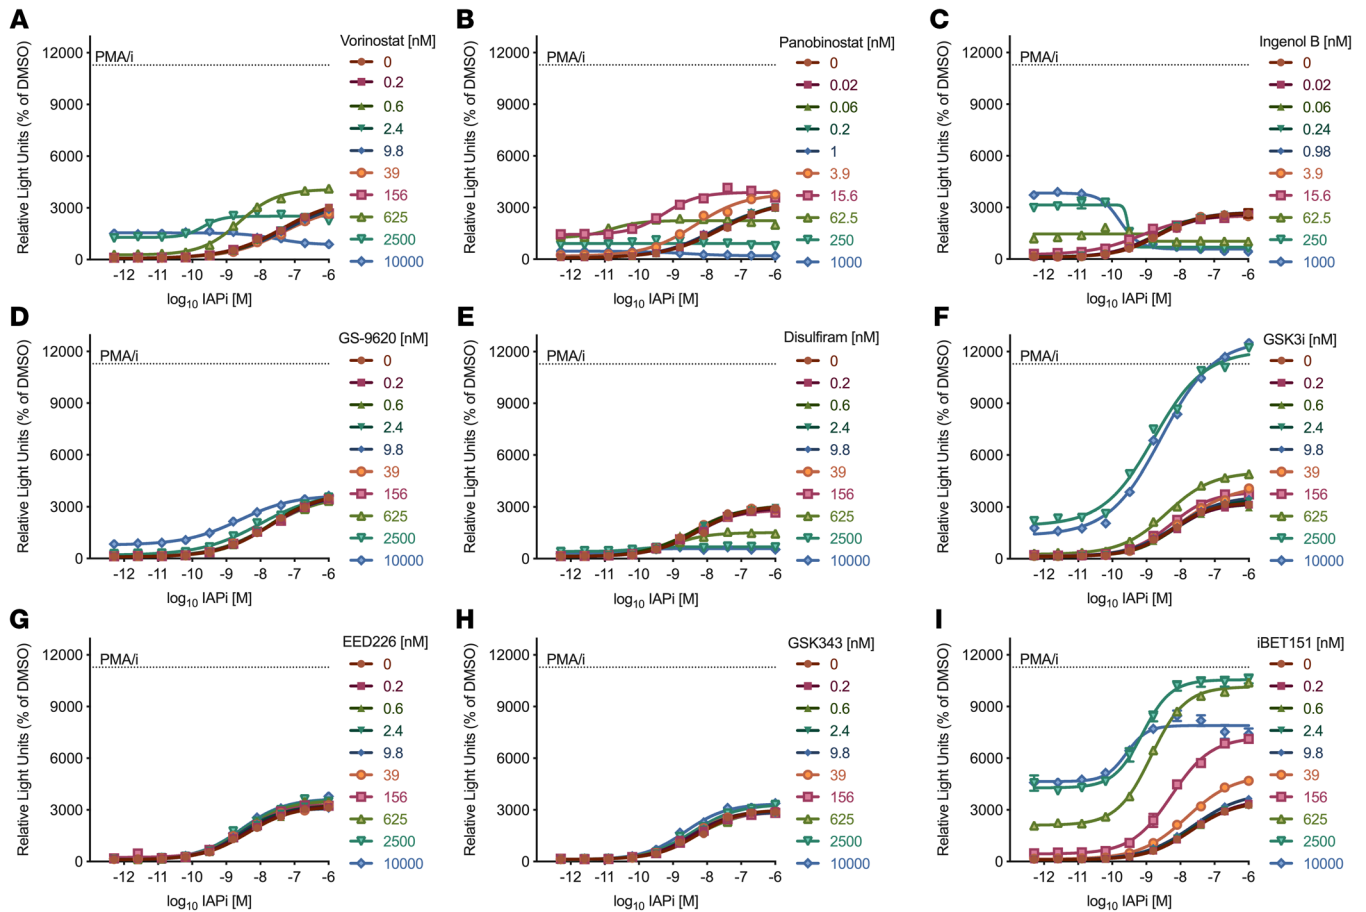 A
Relative Light Units (% of DMSO)
12000
9000
6000
3000
0
PMA/i
-12 -11 -10 -9 -8 -7 -6
log10 IAPi [M]
Vorinostat [nM]
0
0.2
0.6
2.4
9.8
39
156
625
2500
10000
B
Relative Light Units (% of DMSO)
12000
9000
6000
3000
0
PMA/i
-12 -11 -10 -9 -8 -7 -6
log10 IAPi [M]
Panobinostat [nM]
0
0.02
0.06
0.2
1
3.9
15.6
62.5
250
1000
C
Relative Light Units (% of DMSO)
12000
9000
6000
3000
0
PMA/i
-12 -11 -10 -9 -8 -7 -6
log10 IAPi [M]
Ingenol B [nM]
0
0.02
0.06
0.24
0.98
3.9
15.6
62.5
250
1000
D
Relative Light Units (% of DMSO)
12000
9000
6000
3000
0
PMA/i
-12 -11 -10 -9 -8 -7 -6
log10 IAPi [M]
GS-9620 [nM]
0
0.2
0.6
2.4
9.8
39
156
625
2500
10000
E
Relative Light Units (% of DMSO)
12000
9000
6000
3000
0
PMA/i
-12 -11 -10 -9 -8 -7 -6
log10 IAPi [M]
Disulfiram [nM]
0
0.2
0.6
2.4
9.8
39
156
625
2500
10000
F
Relative Light Units (% of DMSO)
12000
9000
6000
3000
0
PMA/i
-12 -11 -10 -9 -8 -7 -6
log10 IAPi [M]
GSK3i [nM]
0
0.2
0.6
2.4
9.8
39
156
625
2500
10000
G
Relative Light Units (% of DMSO)
12000
9000
6000
3000
0
PMA/i
-12 -11 -10 -9 -8 -7 -6
log10 IAPi [M]
EED226 [nM]
0
0.2
0.6
2.4
9.8
39
156
625
2500
10000
H
Relative Light Units (% of DMSO)
12000
9000
6000
3000
0
PMA/i
-12 -11 -10 -9 -8 -7 -6
log10 IAPi [M]
GSK343 [nM]
0
0.2
0.6
2.4
9.8
39
156
625
2500
10000
I
Relative Light Units (% of DMSO)
12000
9000
6000
3000
0
PMA/i
-12 -11 -10 -9 -8 -7 -6
log10 IAPi [M]
iBET151 [nM]
0
0.2
0.6
2.4
9.8
39
156
625
2500
10000